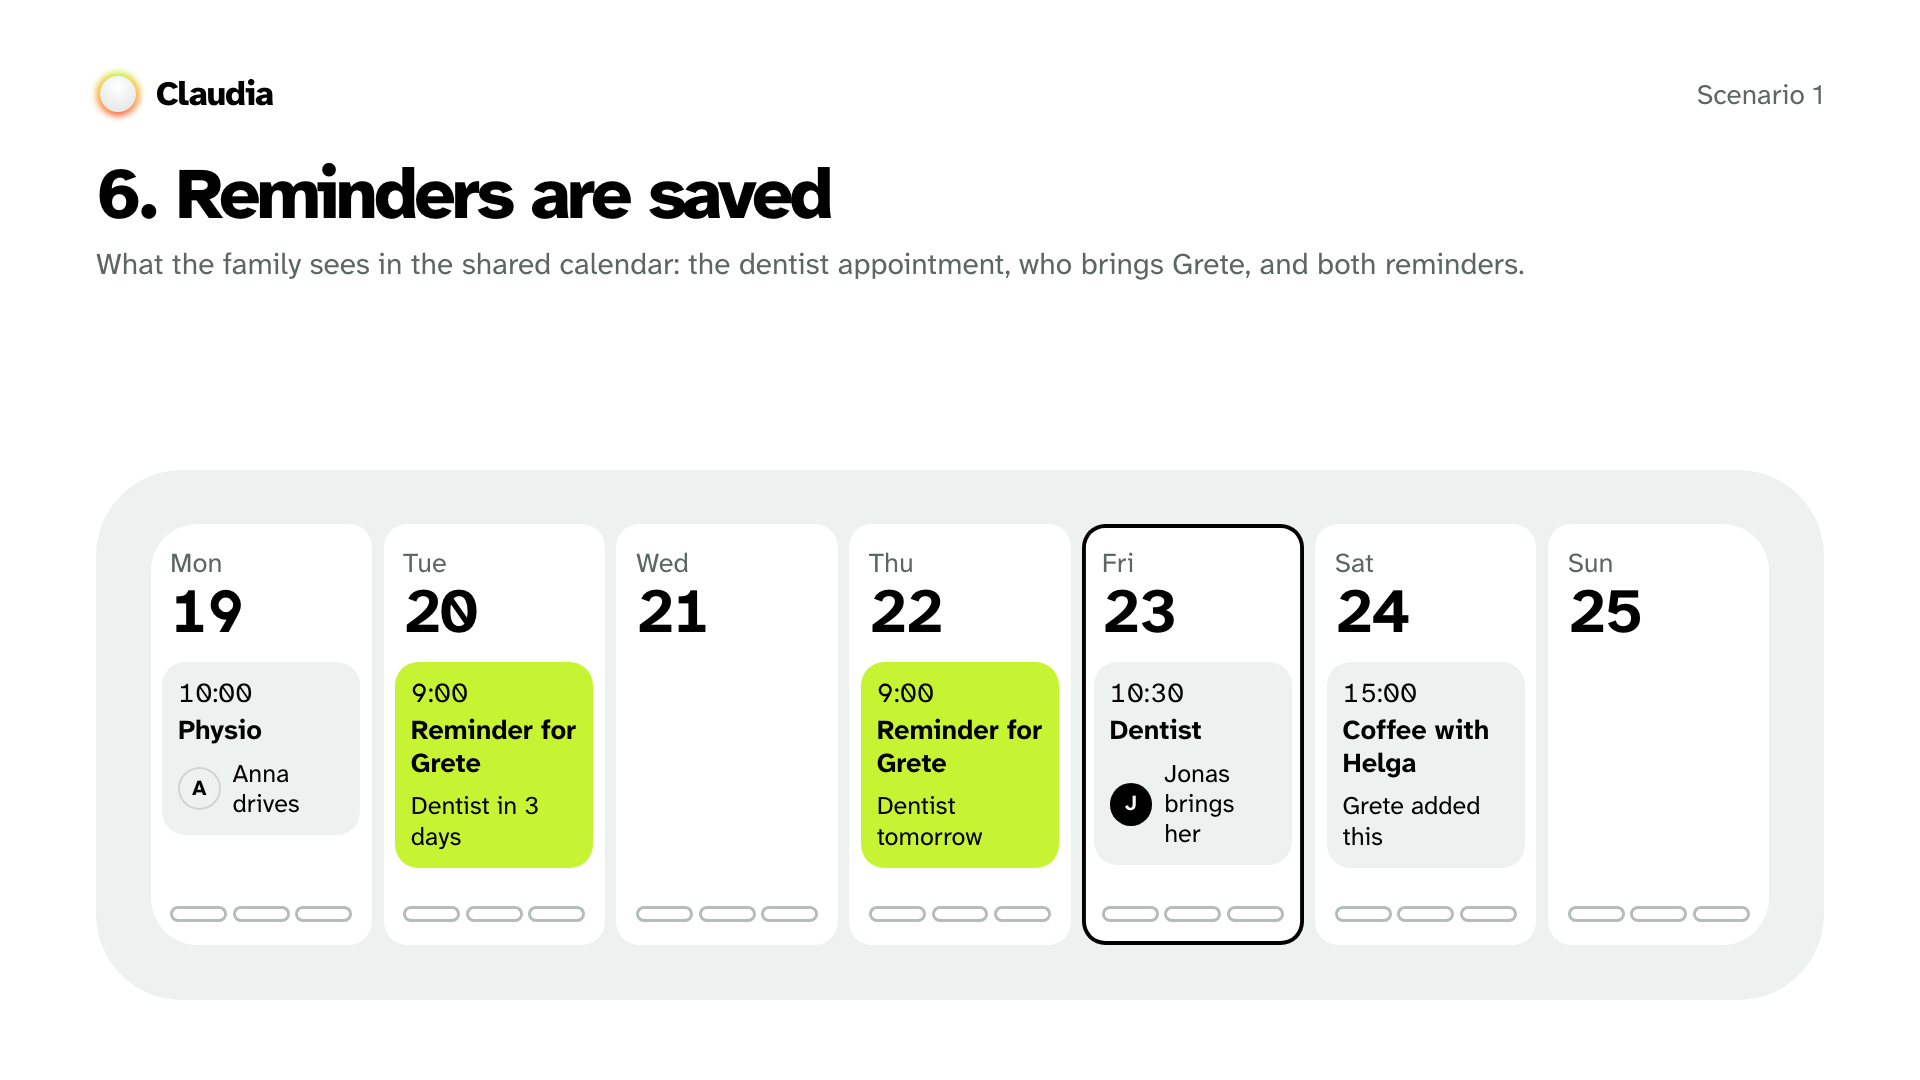 Claudia
Scenario 1
6. Reminders are saved
What the family sees in the shared calendar: the dentist appointment, who brings Grete, and both reminders.
Mon
19
10:00
Physio
A
Anna
drives
Tue
20
9:00
Reminder for
Grete
Dentist in 3
days
Wed
21
Thu
22
9:00
Reminder for
Grete
Dentist
tomorrow
Fri
23
10:30
Dentist
J
Jonas
brings
her
Sat
24
15:00
Coffee with
Helga
Grete added
this
Sun
25